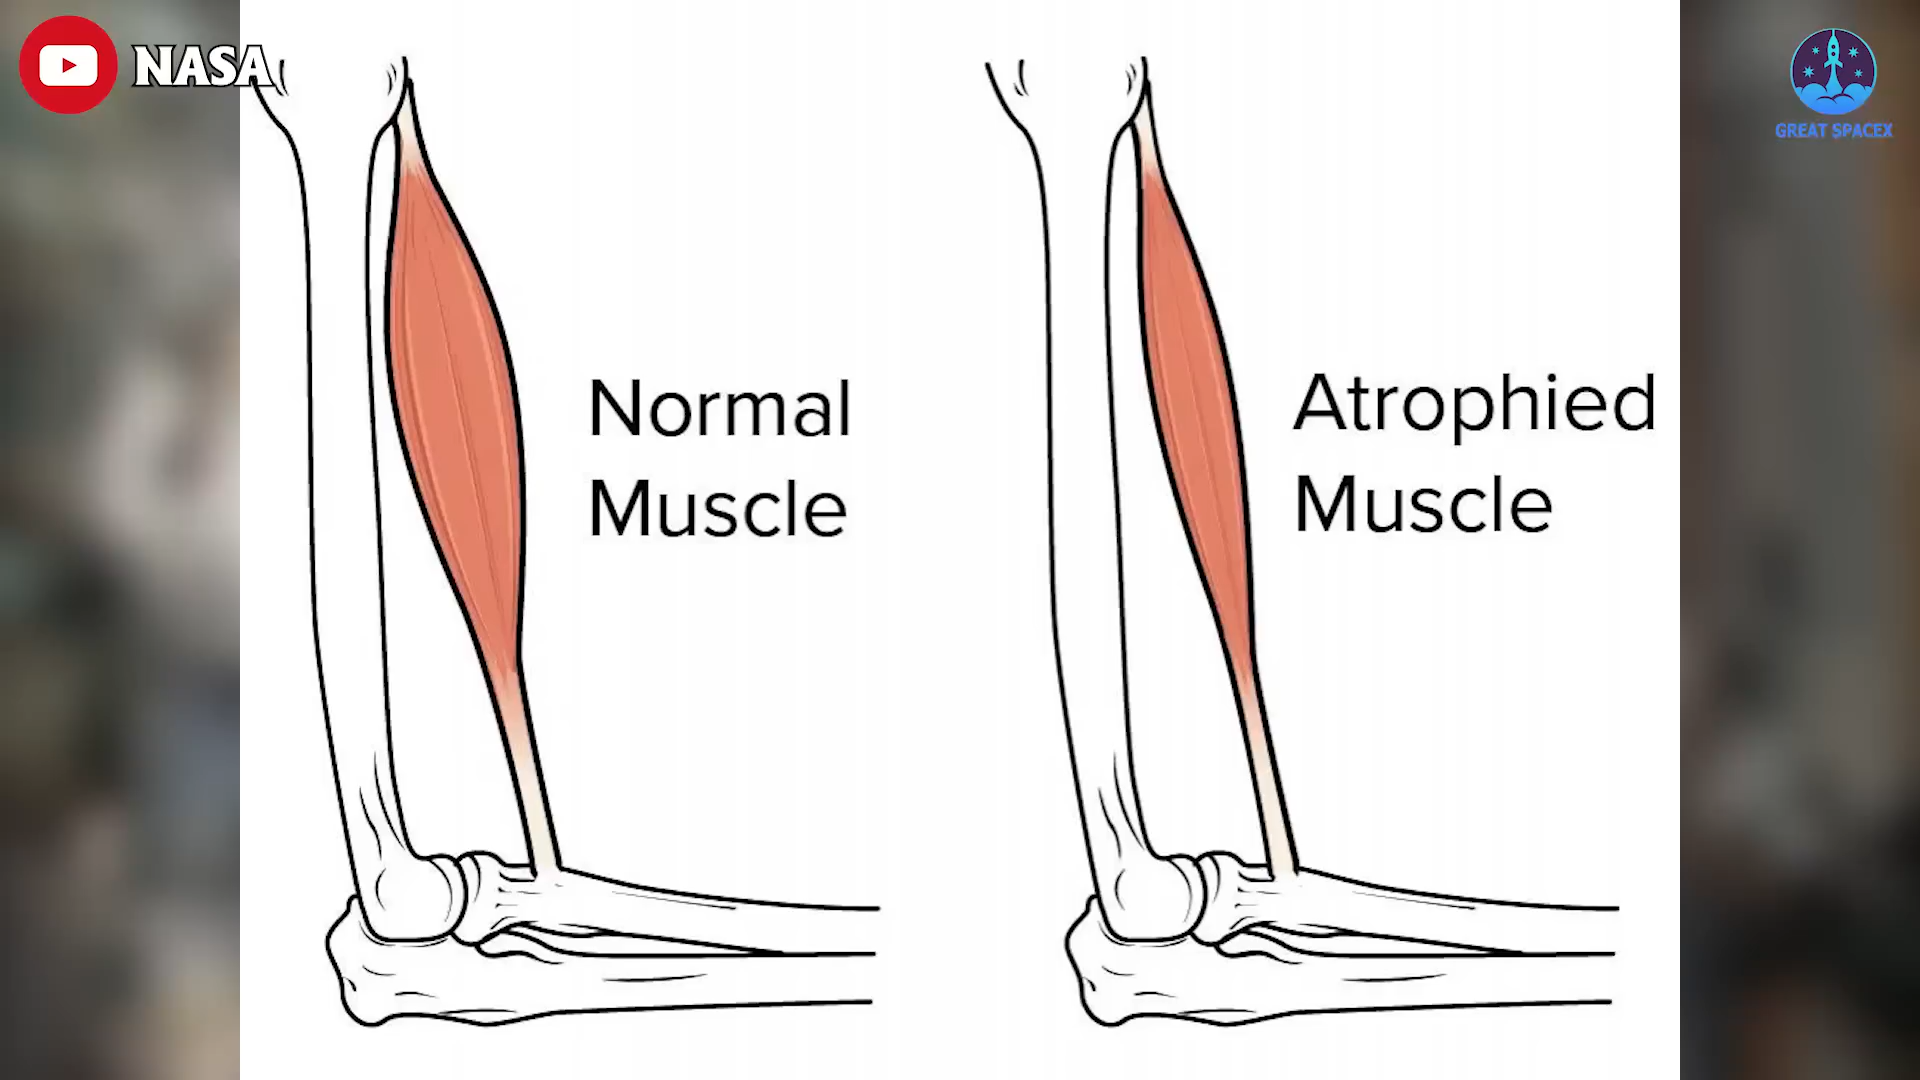 NASA
GREAT SPACEX
Normal
Muscle
Atrophied
Muscle